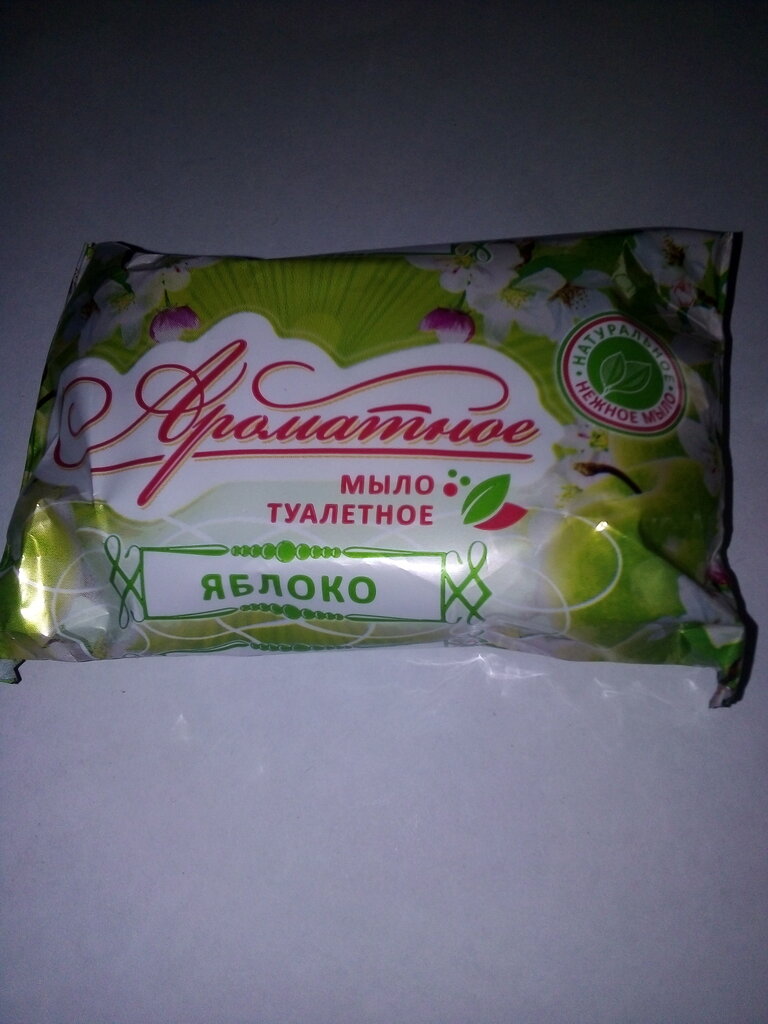 Ароматное
НАТУРАЛЬНОЕ
НЕЖНОЕ МЫЛО
МЫЛО
ТУАЛЕТНОЕ
ЯБЛОКО